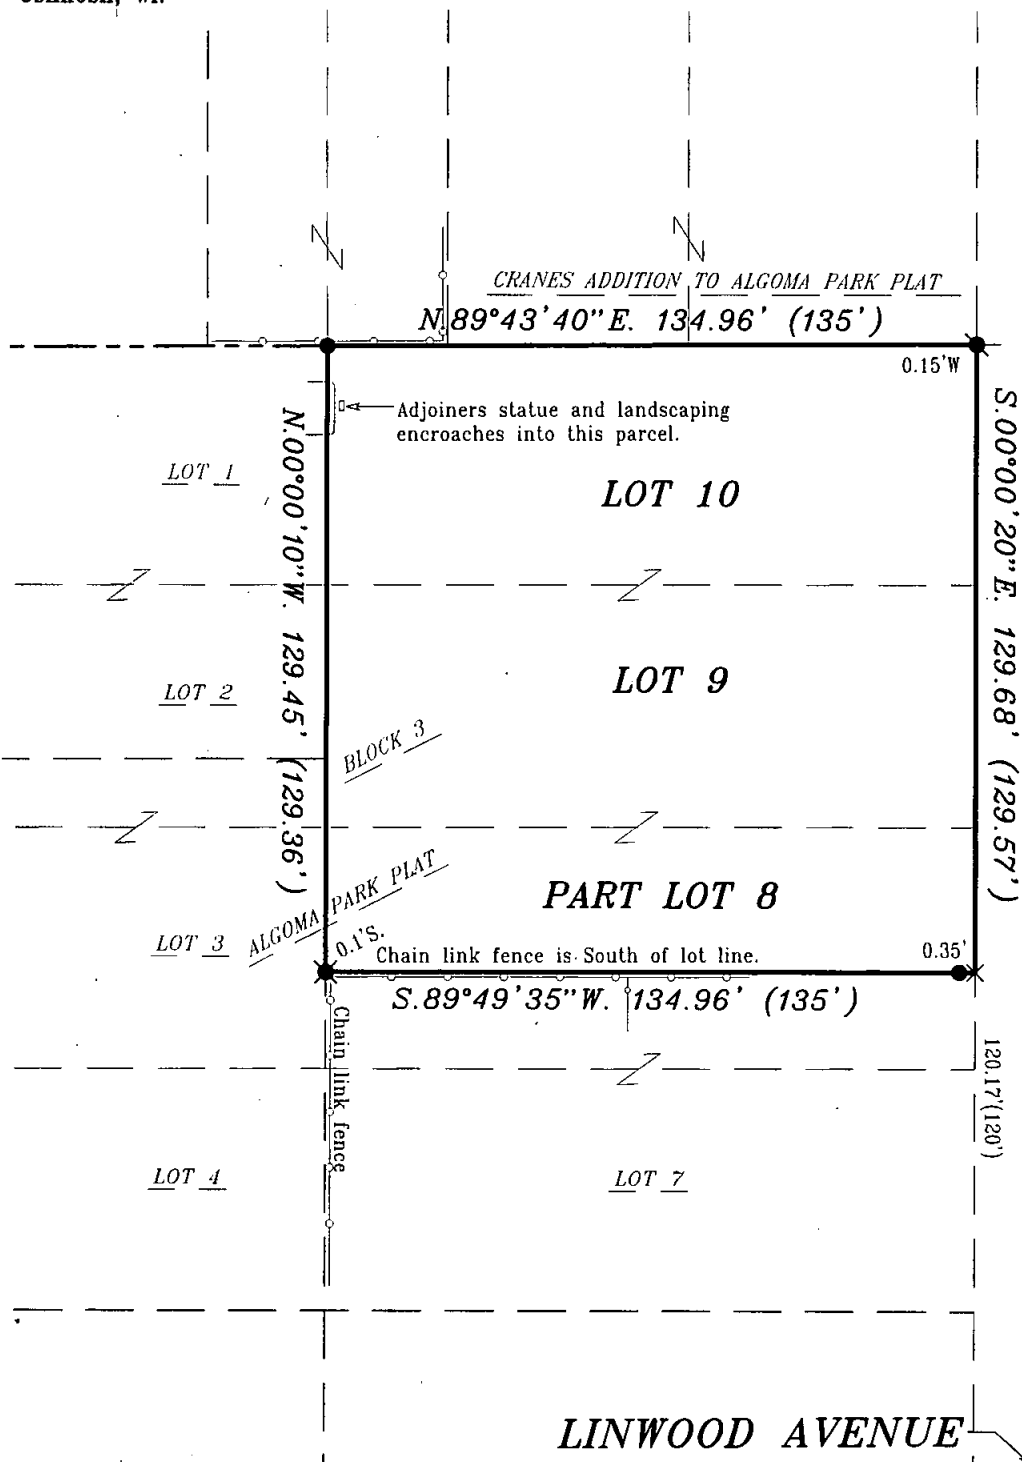 CRANES ADDITION TO ALGOMA PARK PLAT
N.89°43'40"E. 134.96' (135')
0.15'W
Adjoiners statue and landscaping
encroaches into this parcel.
LOT 1
LOT 10
N.00°00'10"W. 129.45' (129.36')
S.00°00'20"E. 129.68' (129.57')
LOT 2
LOT 9
BLOCK 3
ALGOMA PARK PLAT
PART LOT 8
LOT 3
0.1'S.
Chain link fence is South of lot line.
0.35'
S.89°49'35"W. 134.96' (135')
Chain link fence
120.17'(120')
LOT 4
LOT 7
LINWOOD AVENUE